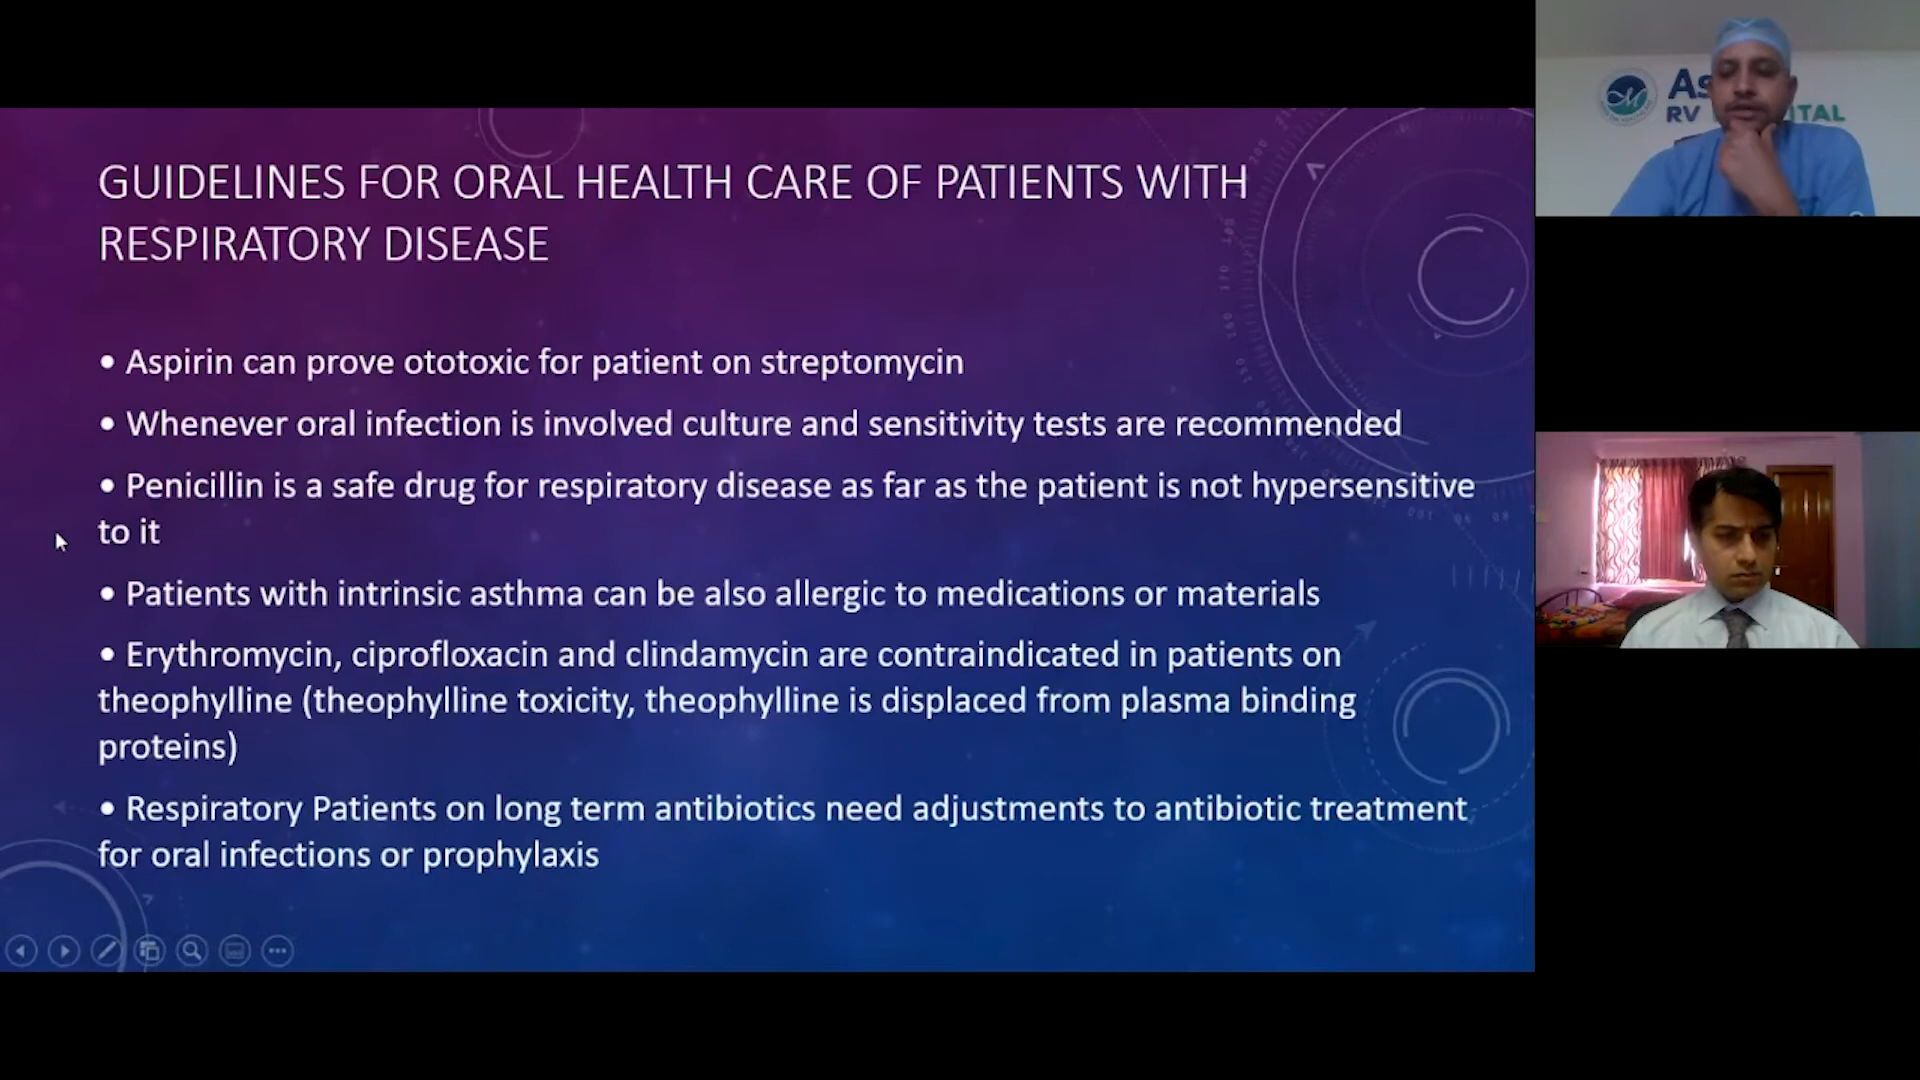 GUIDELINES FOR ORAL HEALTH CARE OF PATIENTS WITH
RESPIRATORY DISEASE
• Aspirin can prove ototoxic for patient on streptomycin
• Whenever oral infection is involved culture and sensitivity tests are recommended
• Penicillin is a safe drug for respiratory disease as far as the patient is not hypersensitive
to it
• Patients with intrinsic asthma can be also allergic to medications or materials
• Erythromycin, ciprofloxacin and clindamycin are contraindicated in patients on
theophylline (theophylline toxicity, theophylline is displaced from plasma binding
proteins)
• Respiratory Patients on long term antibiotics need adjustments to antibiotic treatment
for oral infections or prophylaxis
RV